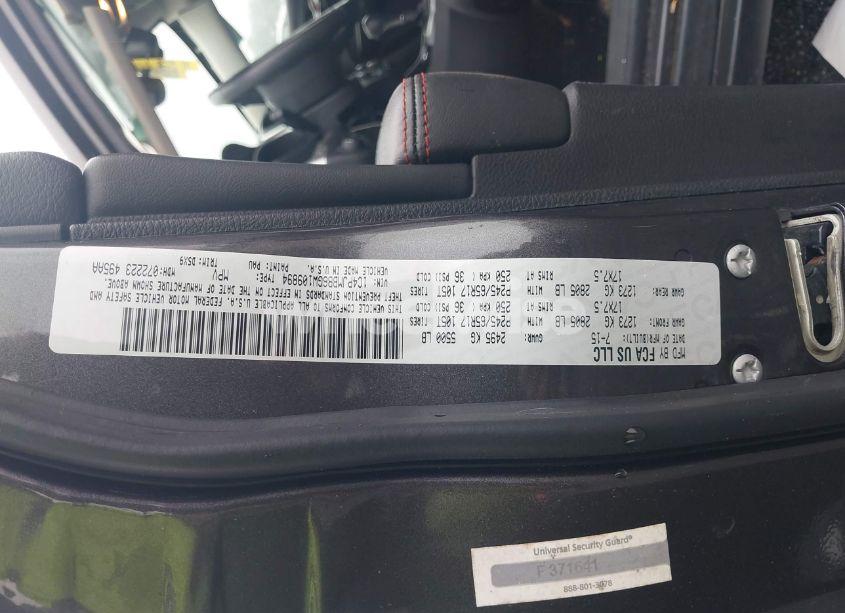 MFD BY FCA US LLC
DATE OF MFR(BUILT): 7-15 GVWR: 2495 KG 5500 LB
GAWR FRONT: WITH TIRES RIMS AT COLD
1273 KG 2805 LB P245/65R17 105T 17X7.5 250 KPA ( 36 PSI)
GAWR REAR: WITH TIRES RIMS AT COLD
1273 KG 2805 LB P245/65R17 105T 17X7.5 250 KPA ( 36 PSI)
THIS VEHICLE CONFORMS TO ALL APPLICABLE U.S.A. FEDERAL MOTOR VEHICLE SAFETY AND
THEFT PREVENTION STANDARDS IN EFFECT ON THE DATE OF MANUFACTURE SHOWN ABOVE.
VIN: 1C4PJMBB6GW109894 TYPE: MPV
VEHICLE MADE IN U.S.A. PAINT: PAU TRIM: D5X9 MDH: 072223 495AA
Universal Security Guard®
F 371641
888-801-3078